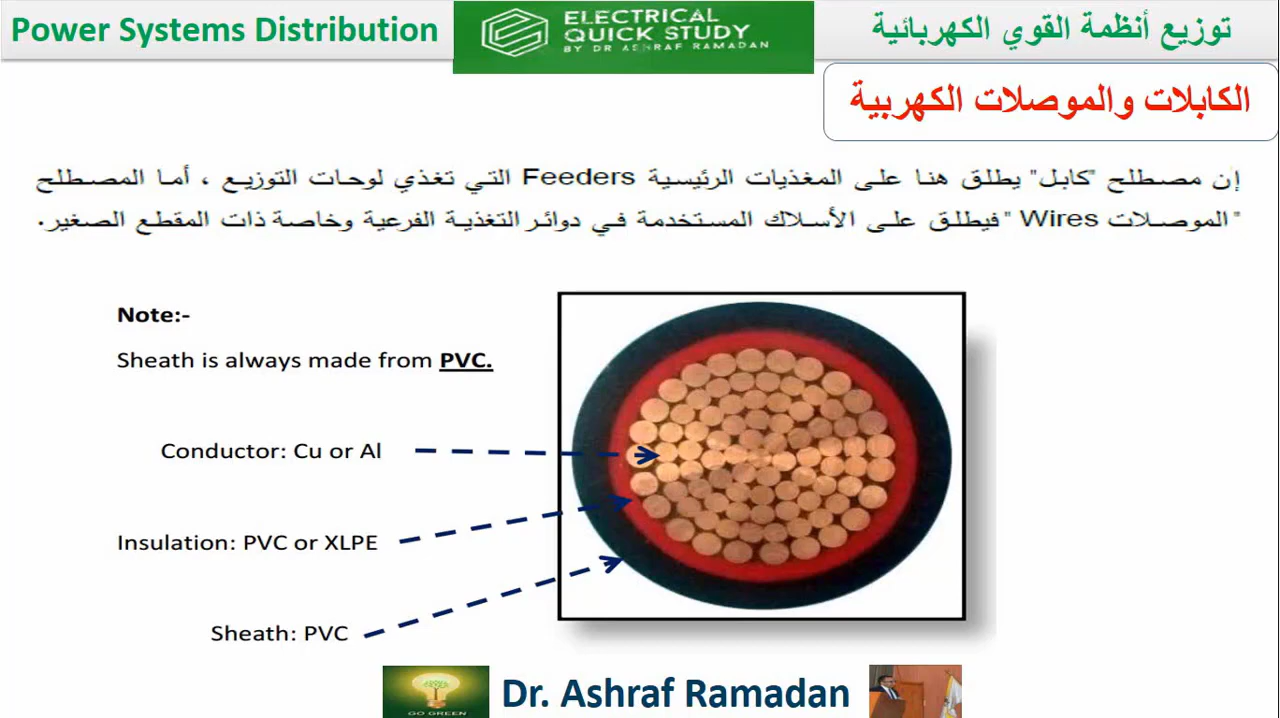 Power Systems Distribution
ELECTRICAL
QUICK STUDY
BY DR ASHRAF RAMADAN
توزيع أنظمة القوي الكهربائية
الكابلات والموصلات الكهربية
إن مصطلح "كابل" يطلق هنا على المغذيات الرئيسية Feeders التي تغذي لوحات التوزيع ، أما المصطلح
"الموصلات Wires" فيطلق على الأسلاك المستخدمة في دوائر التغذية الفرعية وخاصة ذات المقطع الصغير.
Note:-
Sheath is always made from PVC.
Conductor: Cu or Al
Insulation: PVC or XLPE
Sheath: PVC
GO GREEN
Dr. Ashraf Ramadan